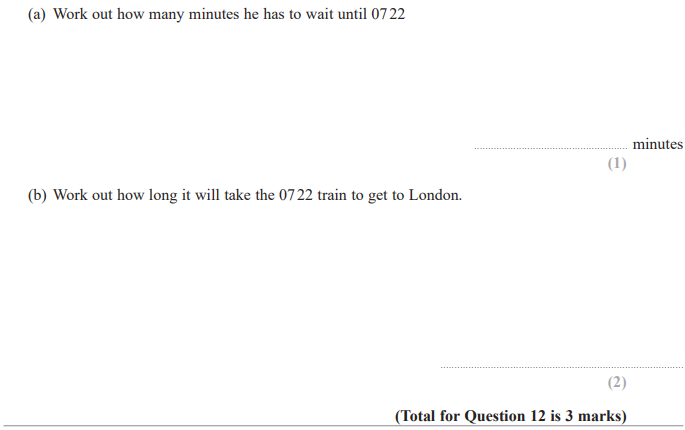 (a) Work out how many minutes he has to wait until 07 22
minutes
(1)
(b) Work out how long it will take the 07 22 train to get to London.
(2)
(Total for Question 12 is 3 marks)